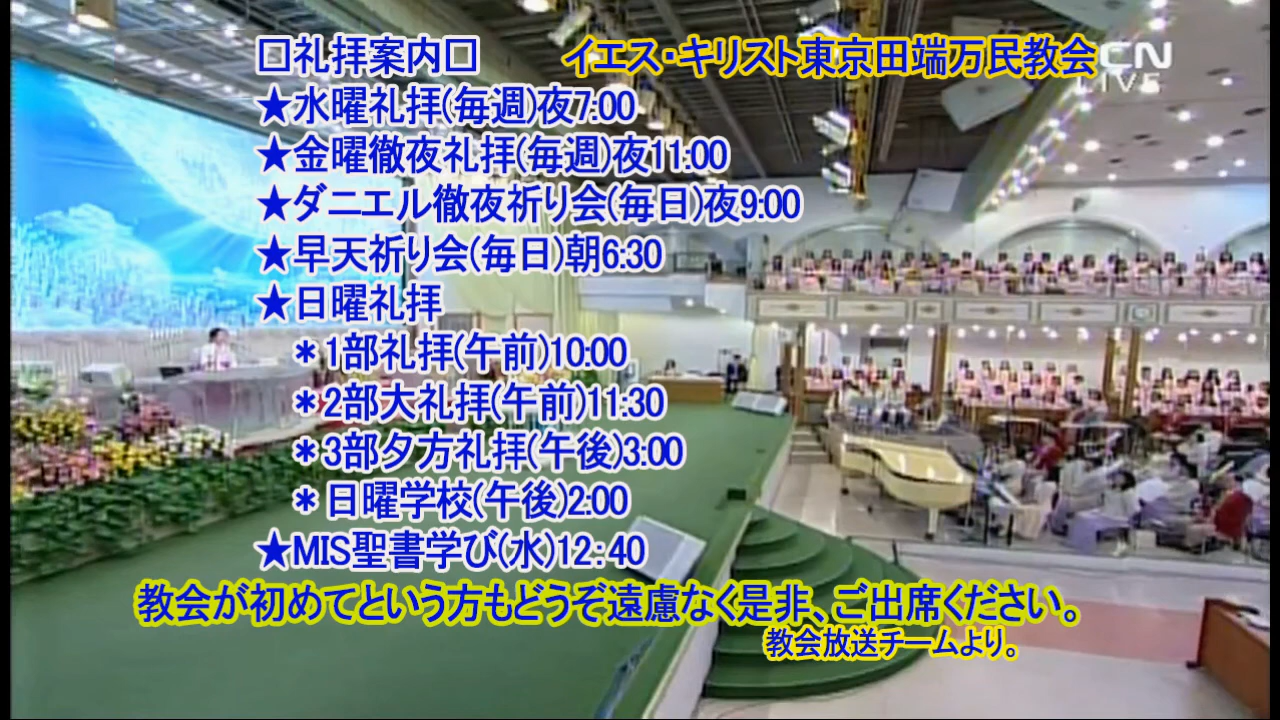 □礼拝案内□ イエス・キリスト東京田端万民教会
CN
LIVE
★水曜礼拝(毎週)夜7:00
★金曜徹夜礼拝(毎週)夜11:00
★ダニエル徹夜祈り会(毎日)夜9:00
★早天祈り会(毎日)朝6:30
★日曜礼拝
*1部礼拝(午前)10:00
*2部大礼拝(午前)11:30
*3部夕方礼拝(午後)3:00
*日曜学校(午後)2:00
★MIS聖書学び(水)12:40
教会が初めてという方もどうぞ遠慮なく是非、ご出席ください。
教会放送チームより。